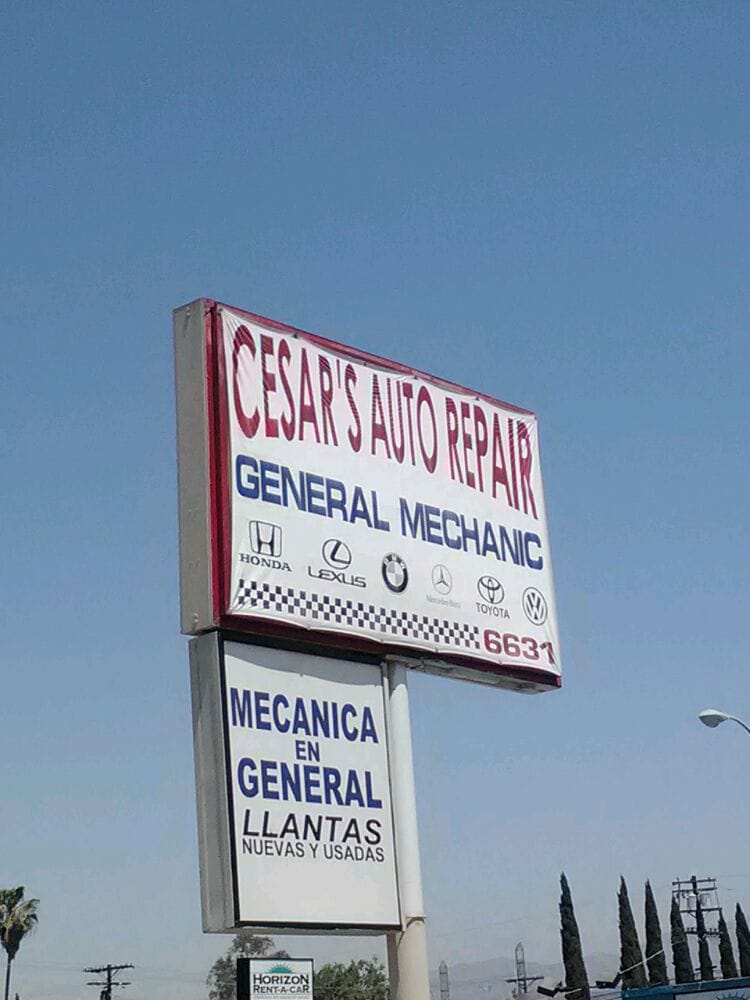 CESAR'S AUTO REPAIR
GENERAL MECHANIC
HONDA
LEXUS
BMW
Mercedes-Benz
TOYOTA
6631
MECANICA
EN
GENERAL
LLANTAS
NUEVAS Y USADAS
HORIZON
RENT-A-CAR